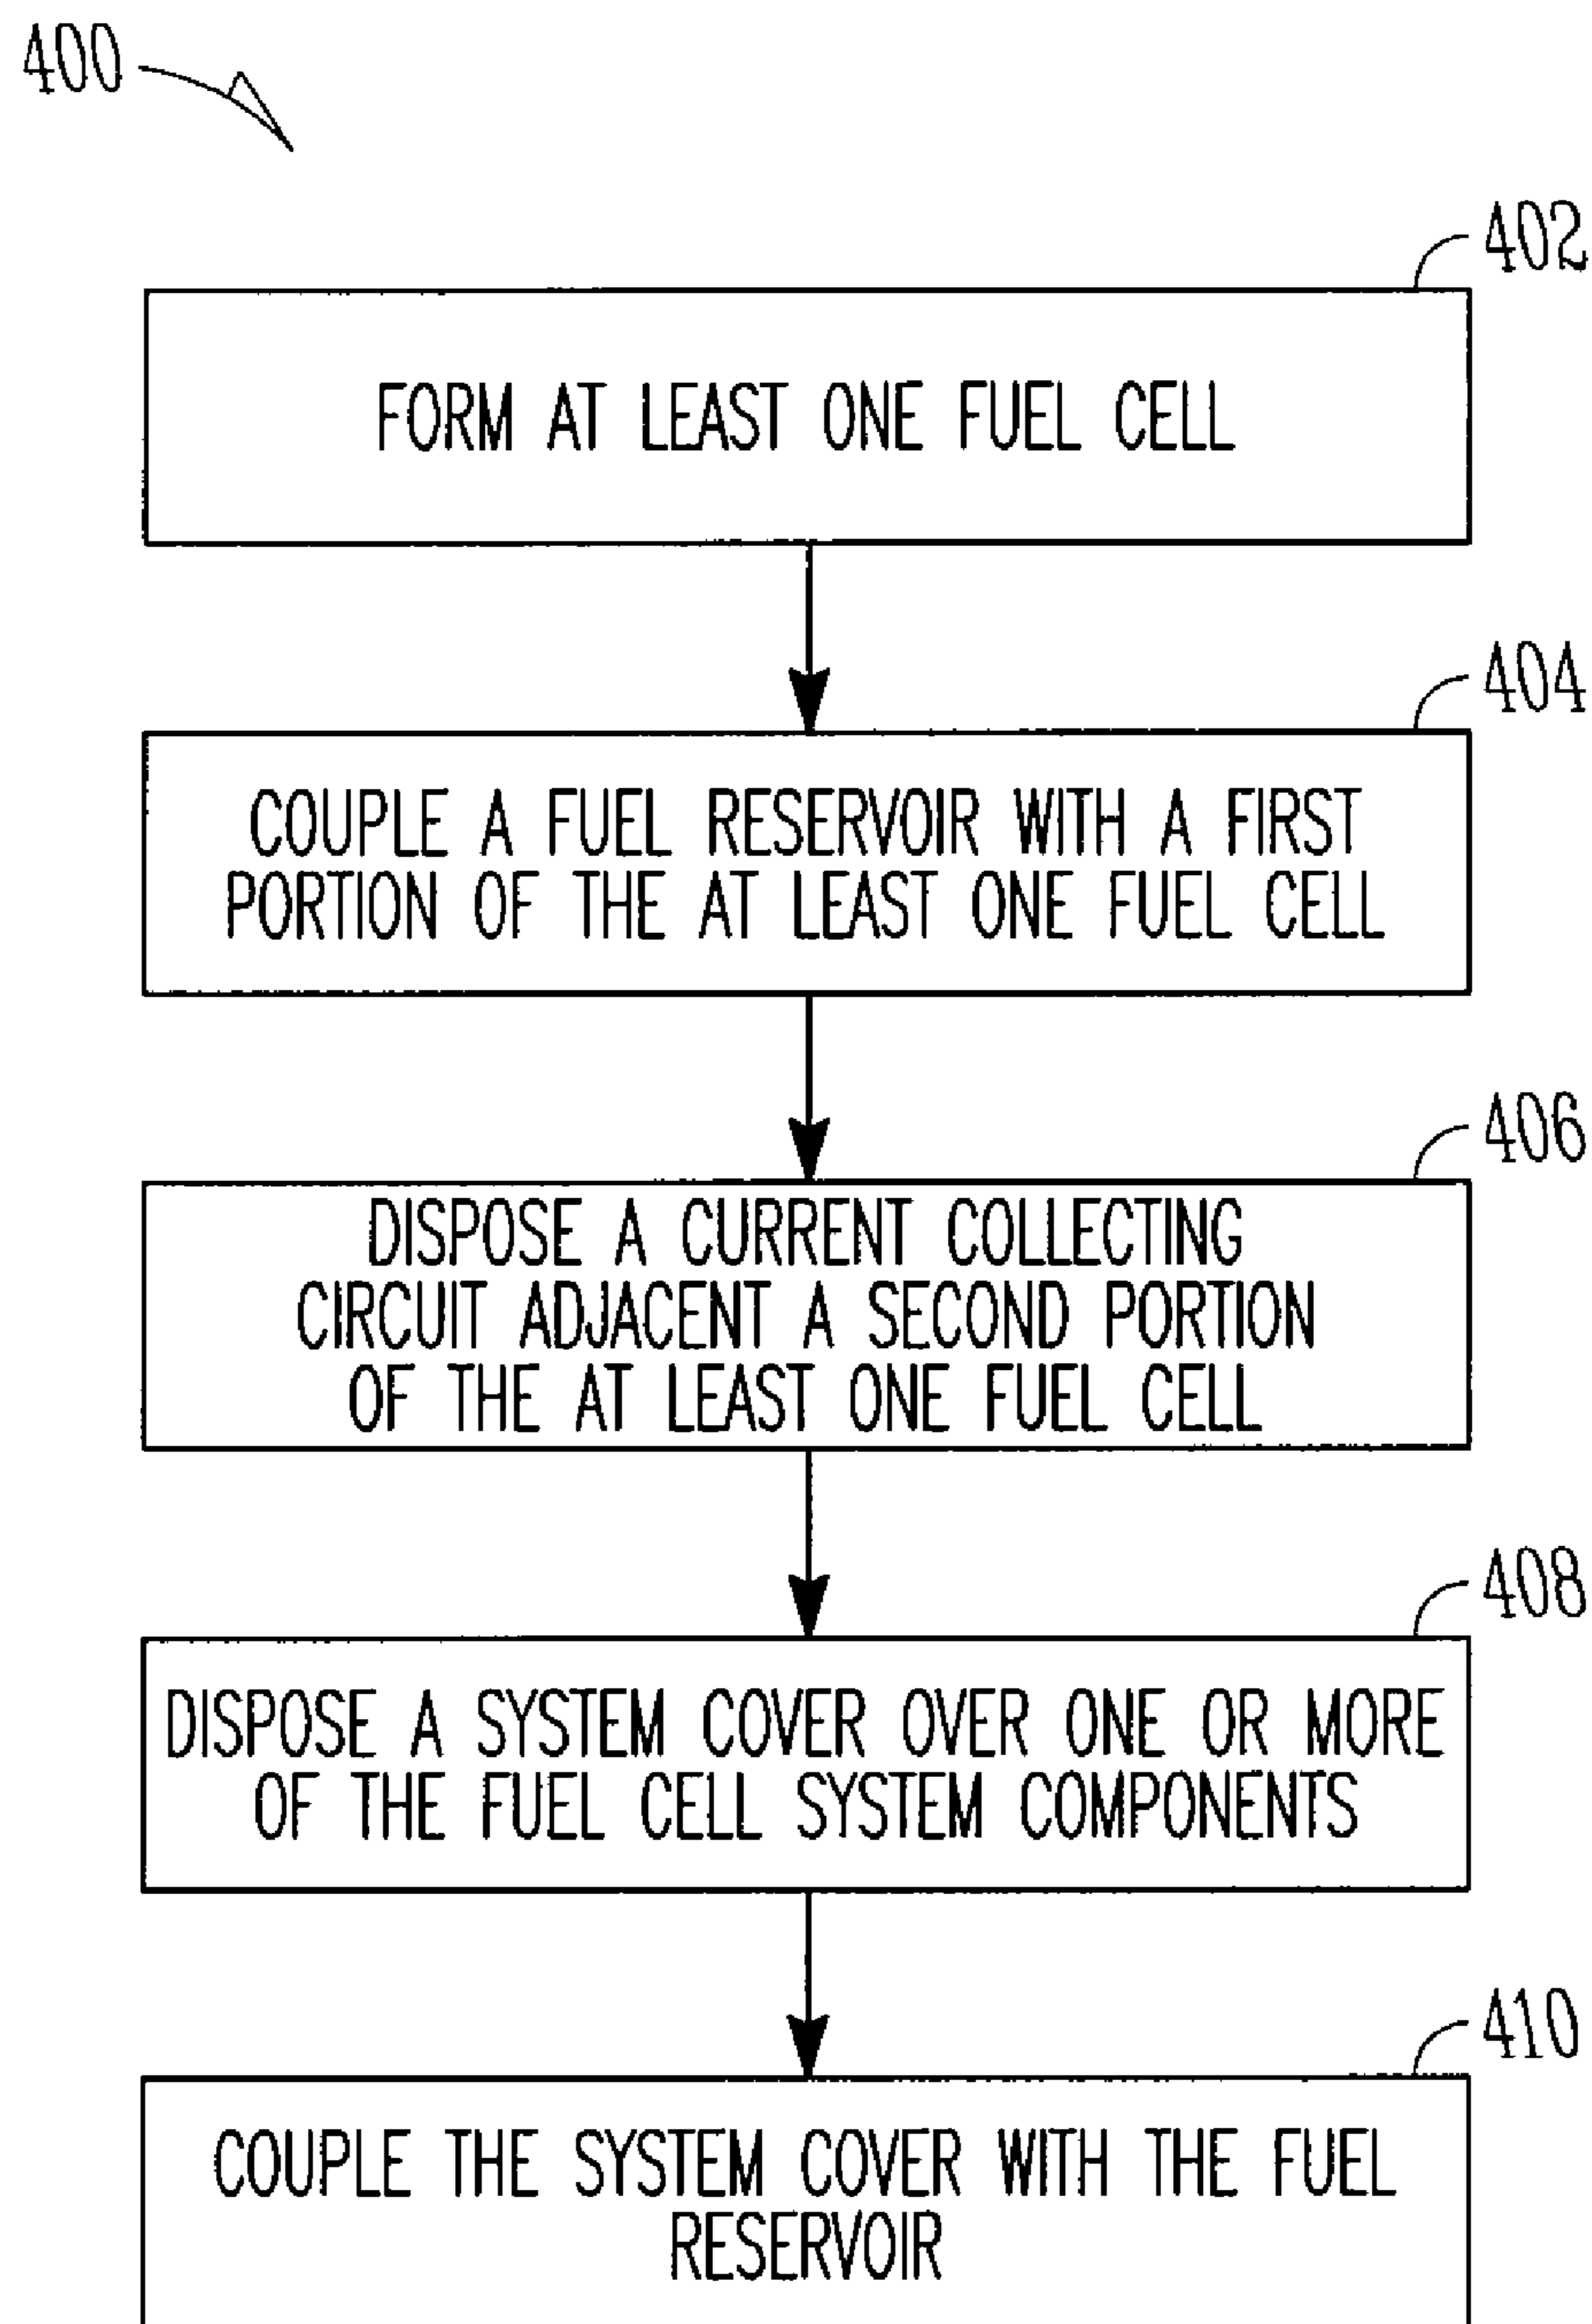 400
402
FORM AT LEAST ONE FUEL CELL
404
COUPLE A FUEL RESERVOIR WITH A FIRST
PORTION OF THE AT LEAST ONE FUEL CELL
406
DISPOSE A CURRENT COLLECTING
CIRCUIT ADJACENT A SECOND PORTION
OF THE AT LEAST ONE FUEL CELL
408
DISPOSE A SYSTEM COVER OVER ONE OR MORE
OF THE FUEL CELL SYSTEM COMPONENTS
410
COUPLE THE SYSTEM COVER WITH THE FUEL
RESERVOIR